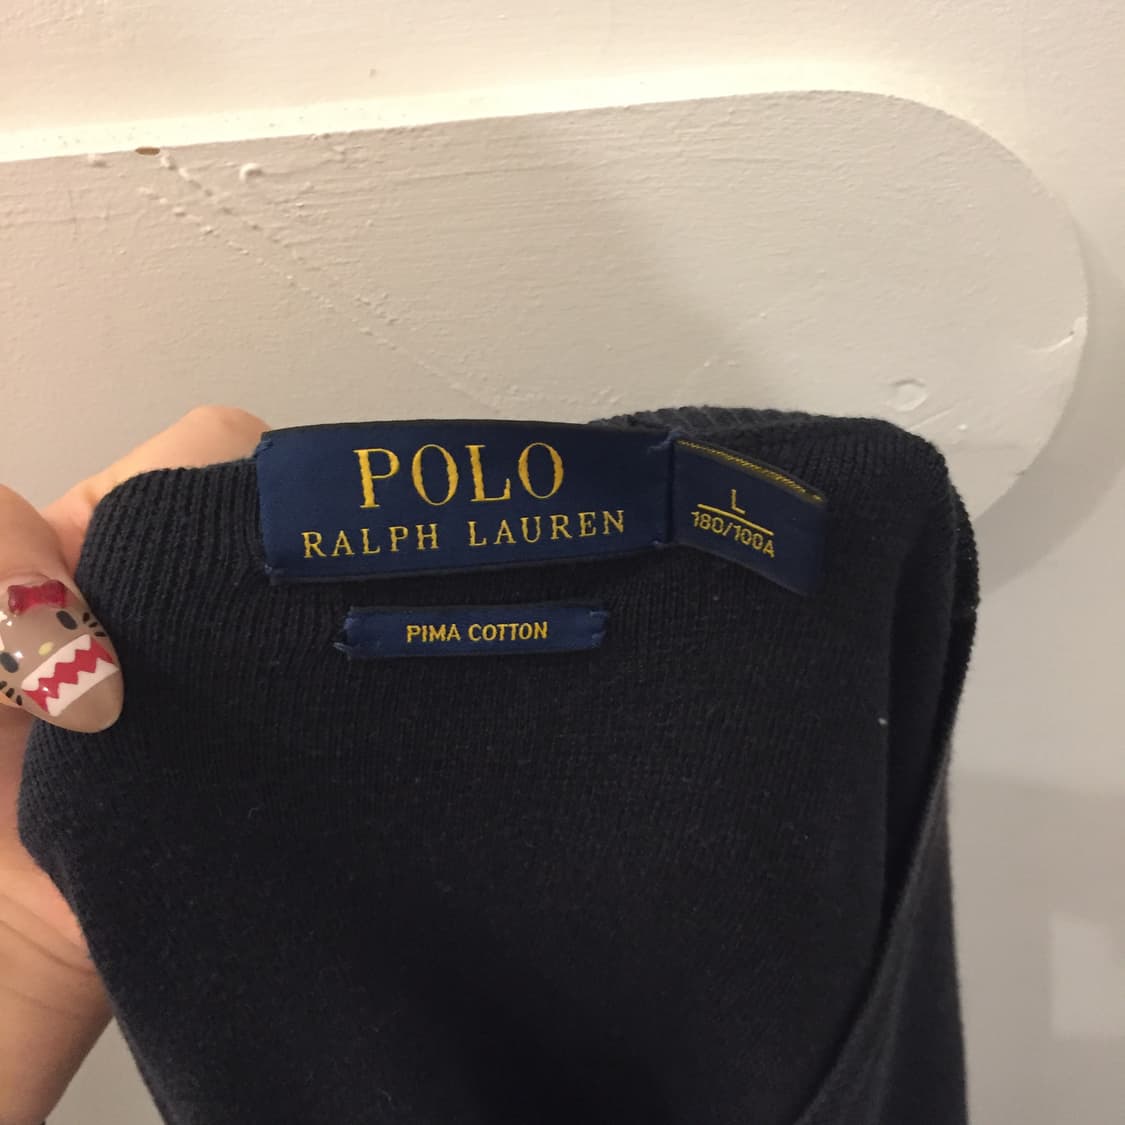 POLO
RALPH LAUREN
L
180/100A
PIMA COTTON